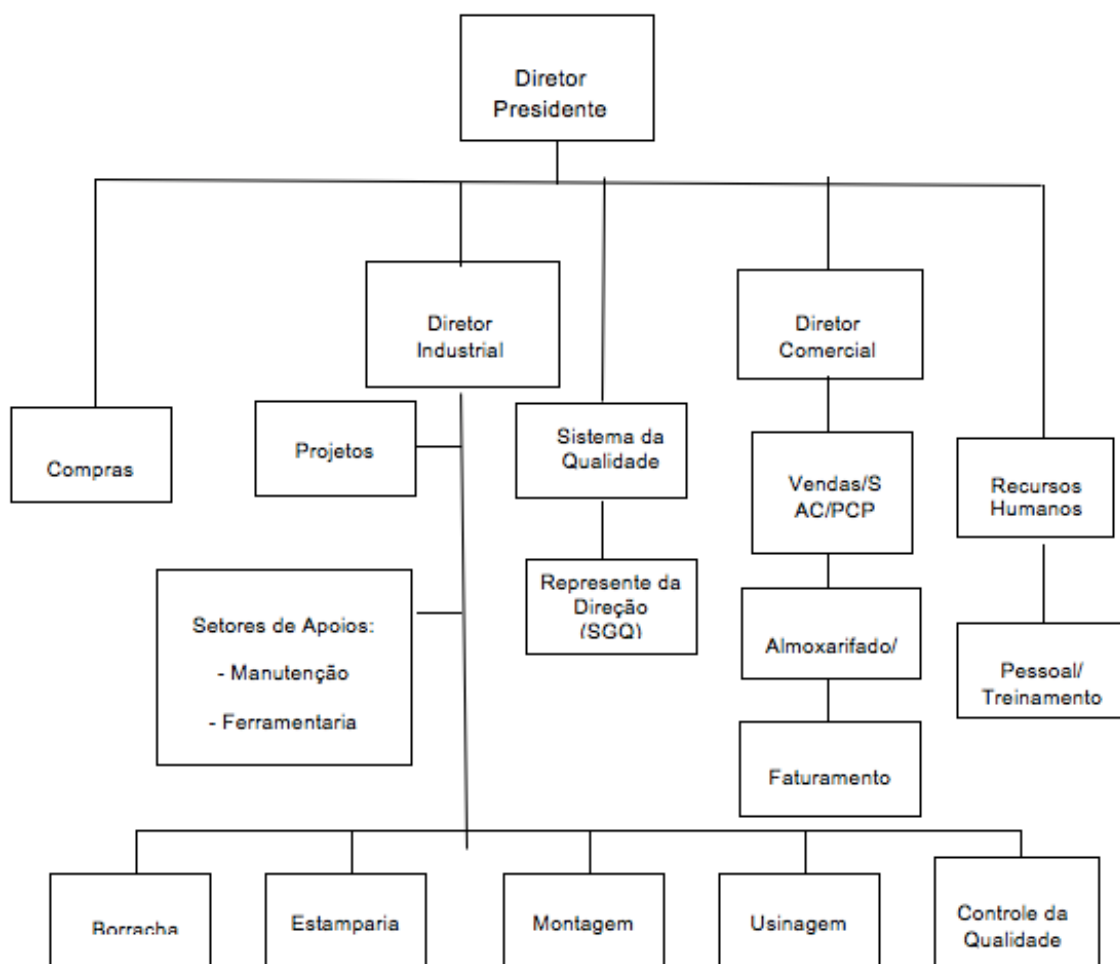 Diretor
Presidente
Diretor
Industrial
Diretor
Comercial
Compras
Projetos
Sistema da
Qualidade
Vendas/S
AC/PCP
Recursos
Humanos
Setores de Apoios:
- Manutenção
- Ferramentaria
Represente da
Direção
(SGQ)
Almoxarifado/
Pessoal/
Treinamento
Faturamento
Borracha
Estamparia
Montagem
Usinagem
Controle da
Qualidade